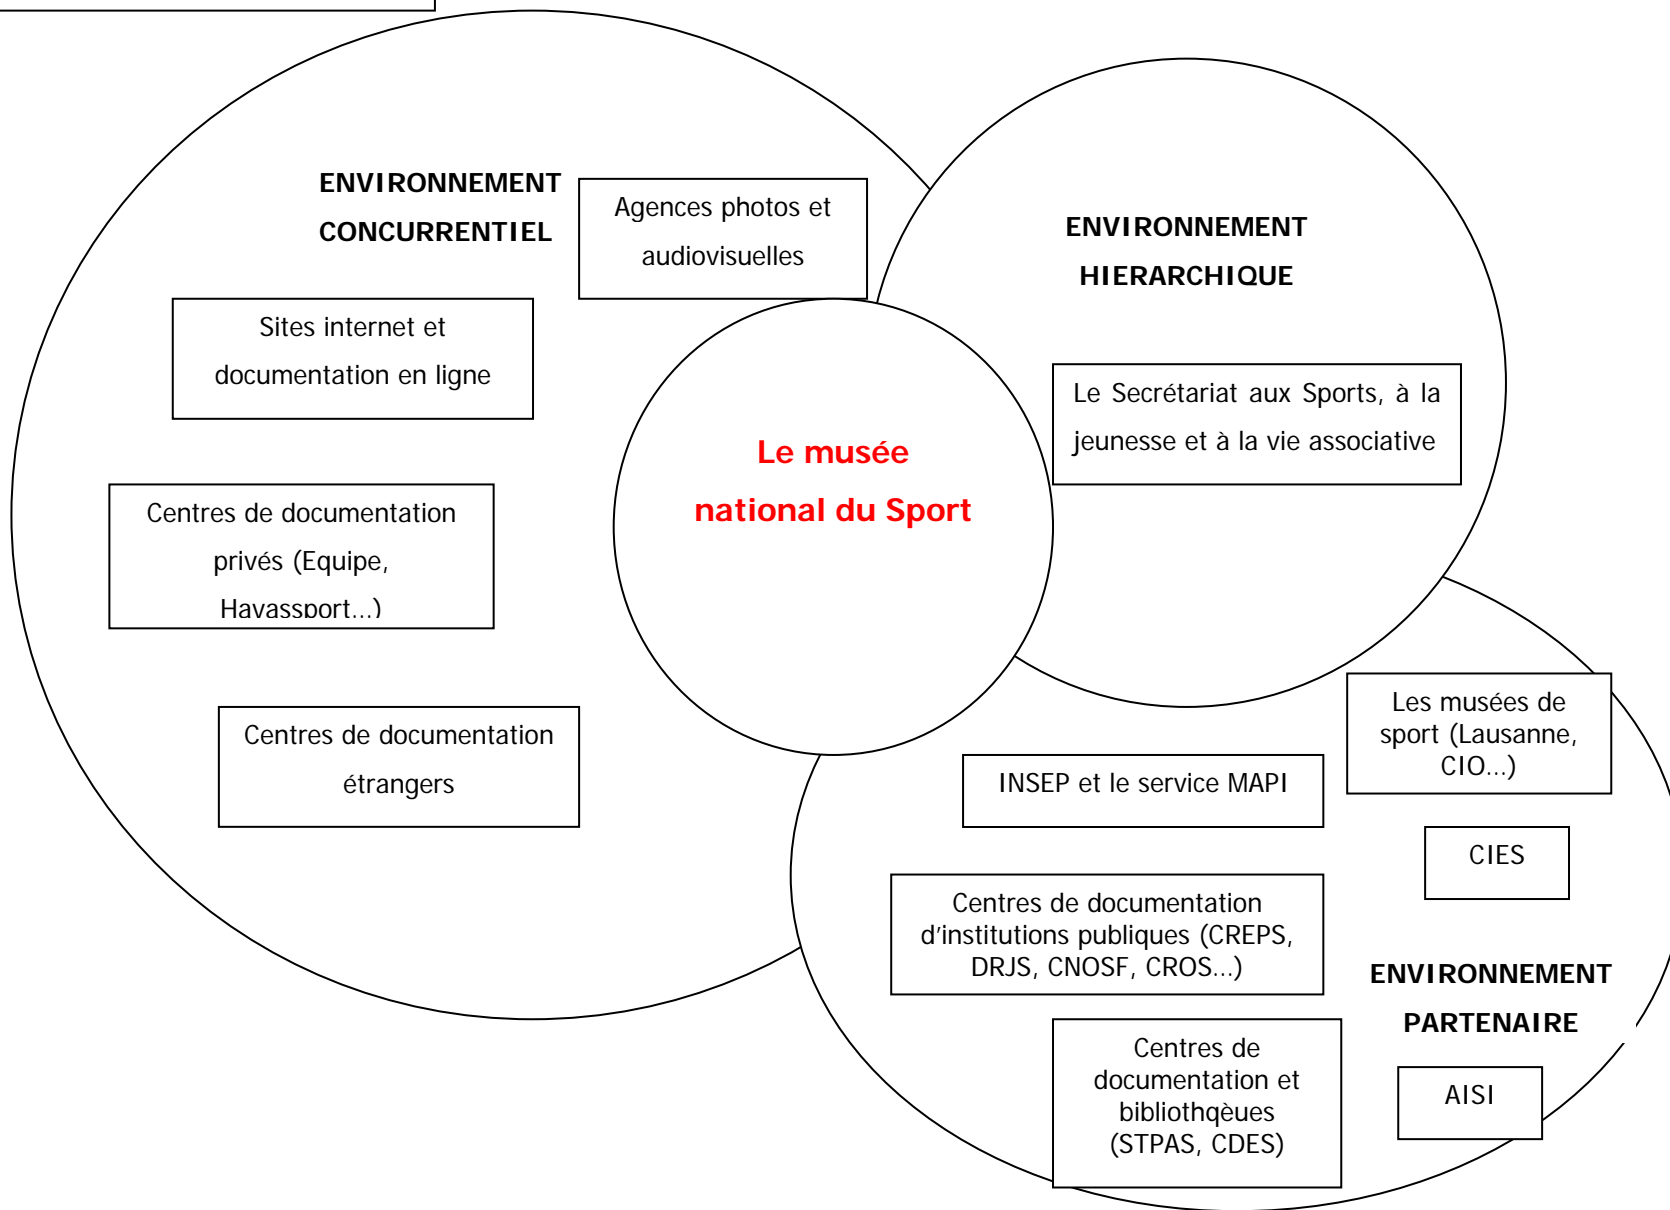 ENVIRONNEMENT
CONCURRENTIEL
Agences photos et
audiovisuelles
Sites internet et
documentation en ligne
Centres de documentation
privés (Equipe,
Havassport...)
Centres de documentation
étrangers
Le musée
national du Sport
ENVIRONNEMENT
HIERARCHIQUE
Le Secrétariat aux Sports, à la
jeunesse et à la vie associative
Les musées de
sport (Lausanne,
CIO...)
INSEP et le service MAPI
CIES
Centres de documentation
d'institutions publiques (CREPS,
DRJS, CNOSF, CROS...)
ENVIRONNEMENT
PARTENAIRE
Centres de
documentation et
bibliothqèues
(STPAS, CDES)
AISI